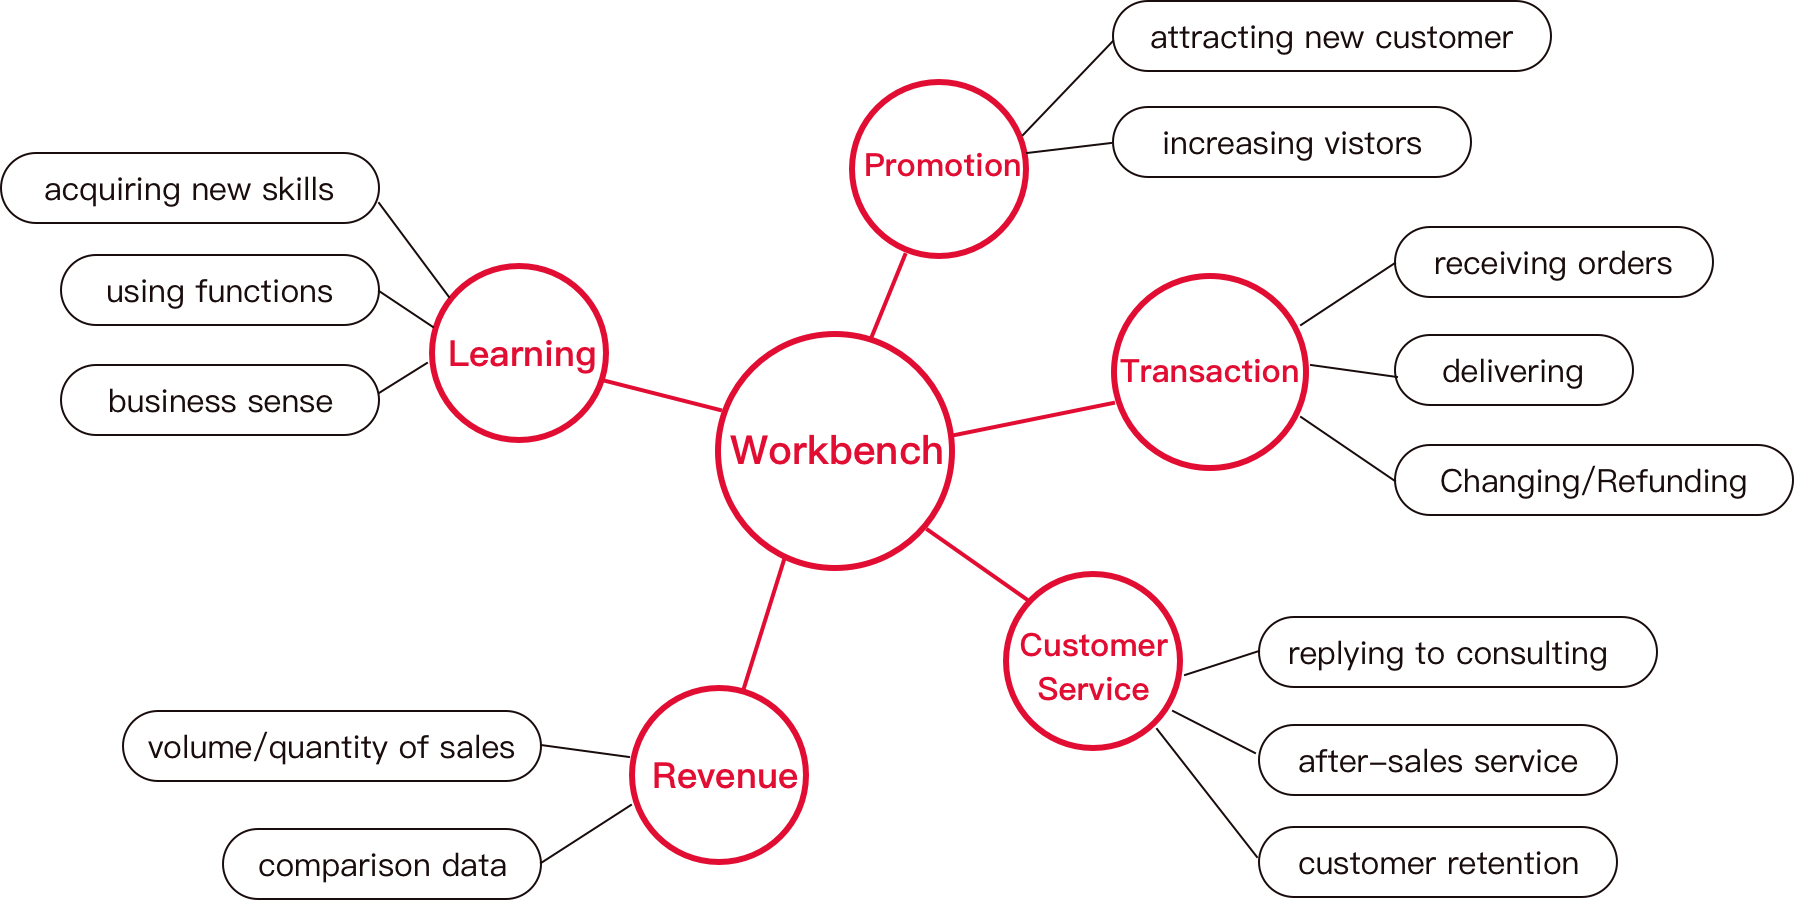 attracting new customer
increasing vistors
Promotion
acquiring new skills
using functions
business sense
Learning
receiving orders
delivering
Changing/Refunding
Transaction
Workbench
Customer
Service
replying to consulting
after-sales service
customer retention
volume/quantity of sales
comparison data
Revenue